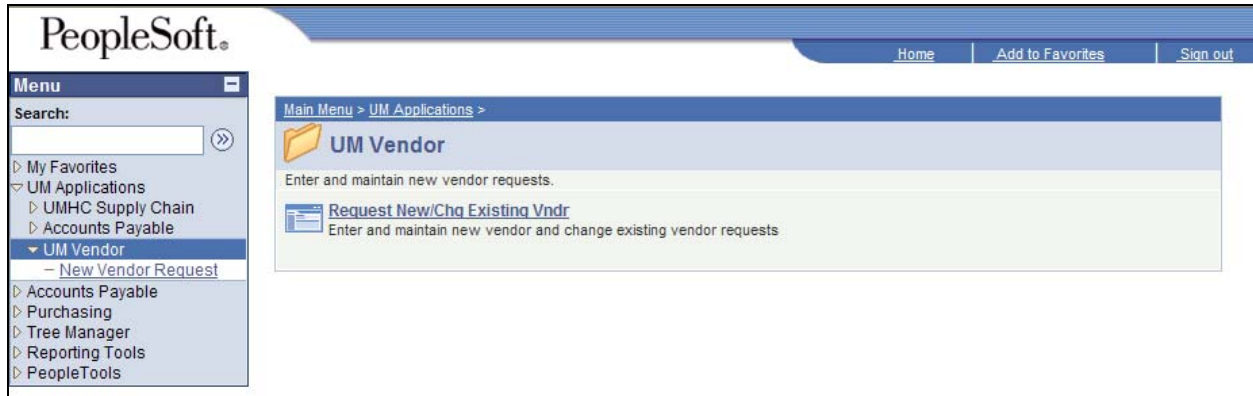 PeopleSoft®
Home | Add to Favorites | Sign out
Menu
Search:
My Favorites
UM Applications
UMHC Supply Chain
Accounts Payable
UM Vendor
– New Vendor Request
Accounts Payable
Purchasing
Tree Manager
Reporting Tools
PeopleTools
Main Menu > UM Applications >
UM Vendor
Enter and maintain new vendor requests.
Request New/Chg Existing Vndr
Enter and maintain new vendor and change existing vendor requests